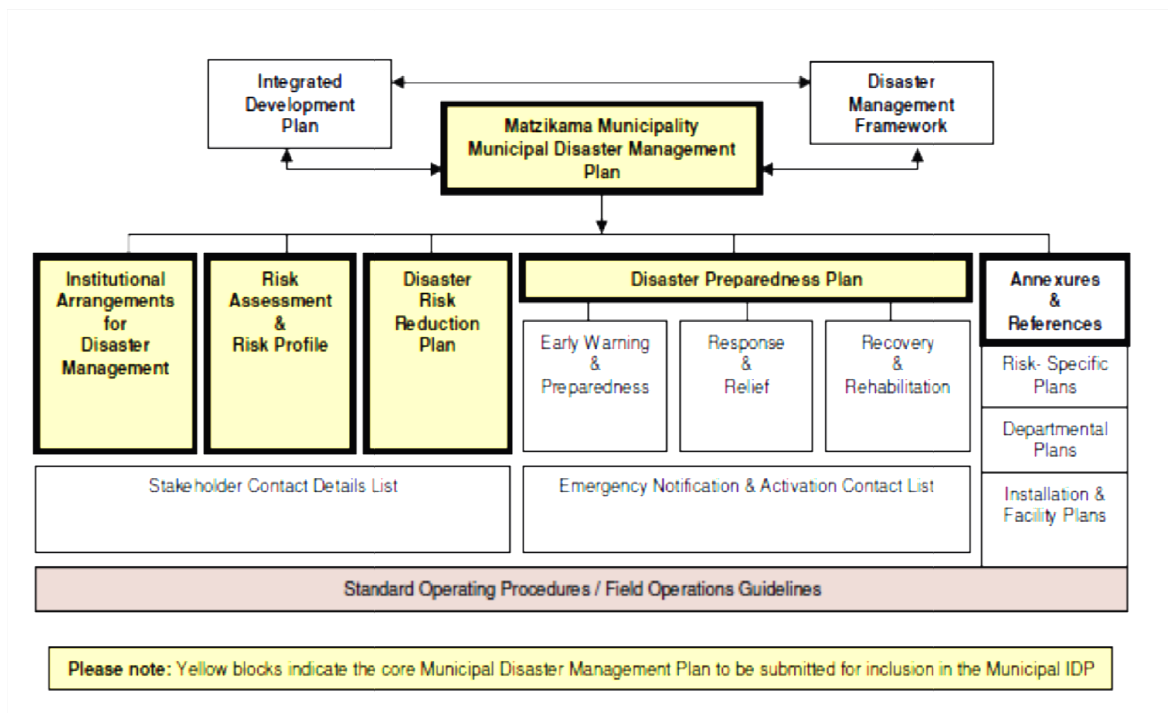 Integrated
Development
Plan
Disaster
Management
Framework
Matzikama Municipality
Municipal Disaster Management
Plan
Institutional
Arrangements
for
Disaster
Management
Risk
Assessment
&
Risk Profile
Disaster
Risk
Reduction
Plan
Disaster Preparedness Plan
Early Warning
&
Preparedness
Response
&
Relief
Recovery
&
Rehabilitation
Annexures
&
References
Risk- Specific
Plans
Departmental
Plans
Installation &
Facility Plans
Stakeholder Contact Details List
Emergency Notification & Activation Contact List
Standard Operating Procedures / Field Operations Guidelines
Please note: Yellow blocks indicate the core Municipal Disaster Management Plan to be submitted for inclusion in the Municipal IDP